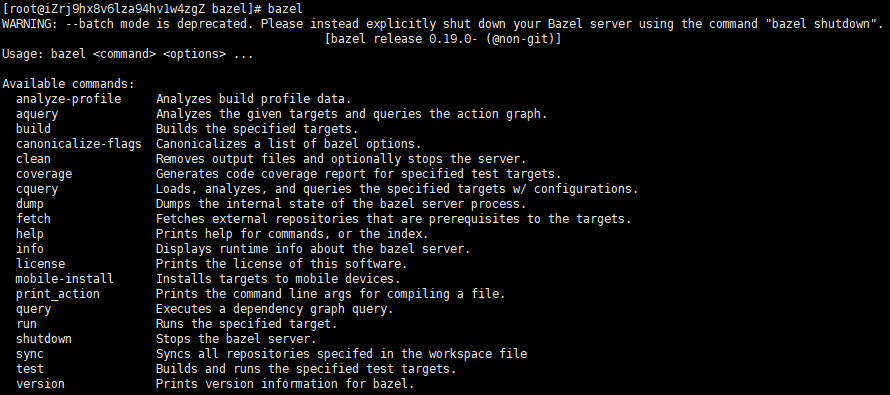 [root@iZrj9hx8v6lza94hv1w4zgZ bazel]# bazel
WARNING: --batch mode is deprecated. Please instead explicitly shut down your Bazel server using the command "bazel shutdown".
[bazel release 0.19.0- (@non-git)]
Usage: bazel <command> <options> ...

Available commands:
analyze-profile     Analyzes build profile data.
aquery              Analyzes the given targets and queries the action graph.
build               Builds the specified targets.
canonicalize-flags  Canonicalizes a list of bazel options.
clean               Removes output files and optionally stops the server.
coverage            Generates code coverage report for specified test targets.
cquery              Loads, analyzes, and queries the specified targets w/ configurations.
dump                Dumps the internal state of the bazel server process.
fetch               Fetches external repositories that are prerequisites to the targets.
help                Prints help for commands, or the index.
info                Displays runtime info about the bazel server.
license             Prints the license of this software.
mobile-install      Installs targets to mobile devices.
print_action        Prints the command line args for compiling a file.
query               Executes a dependency graph query.
run                 Runs the specified target.
shutdown            Stops the bazel server.
sync                Syncs all repositories specifed in the workspace file
test                Builds and runs the specified test targets.
version             Prints version information for bazel.